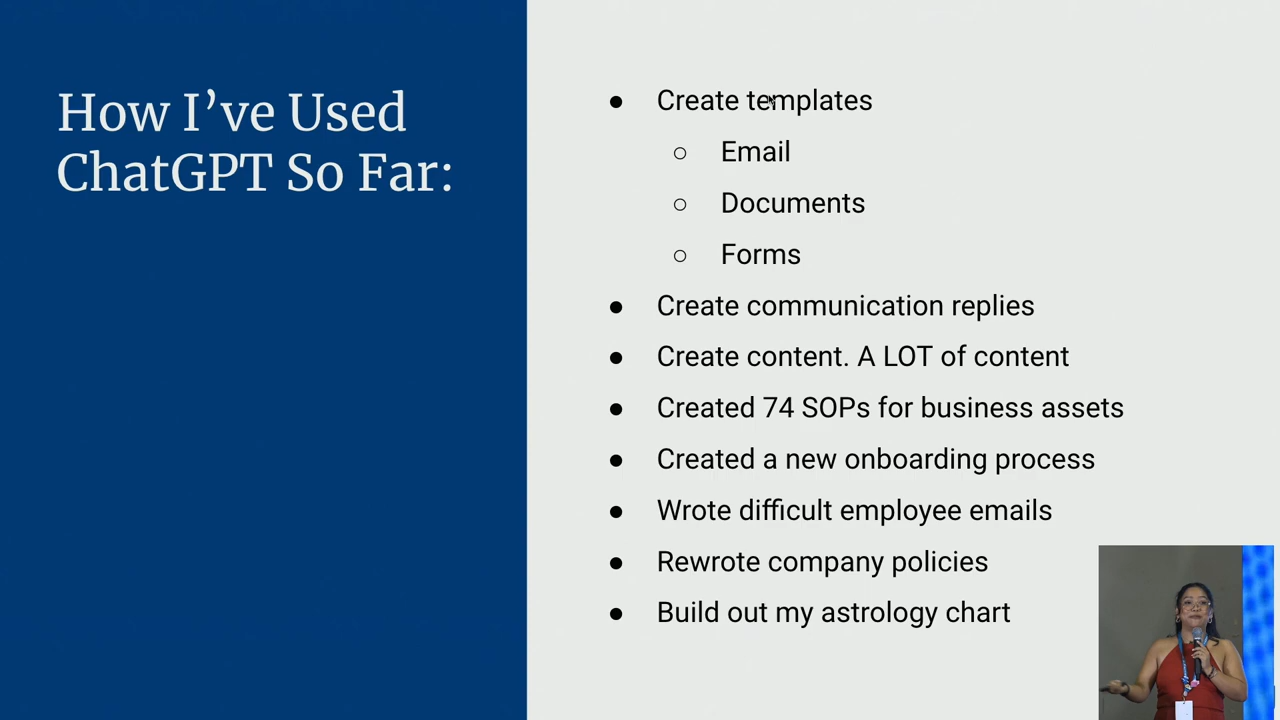 How I've Used
ChatGPT So Far:
● Create templates
○ Email
○ Documents
○ Forms
● Create communication replies
● Create content. A LOT of content
● Created 74 SOPs for business assets
● Created a new onboarding process
● Wrote difficult employee emails
● Rewrote company policies
● Build out my astrology chart